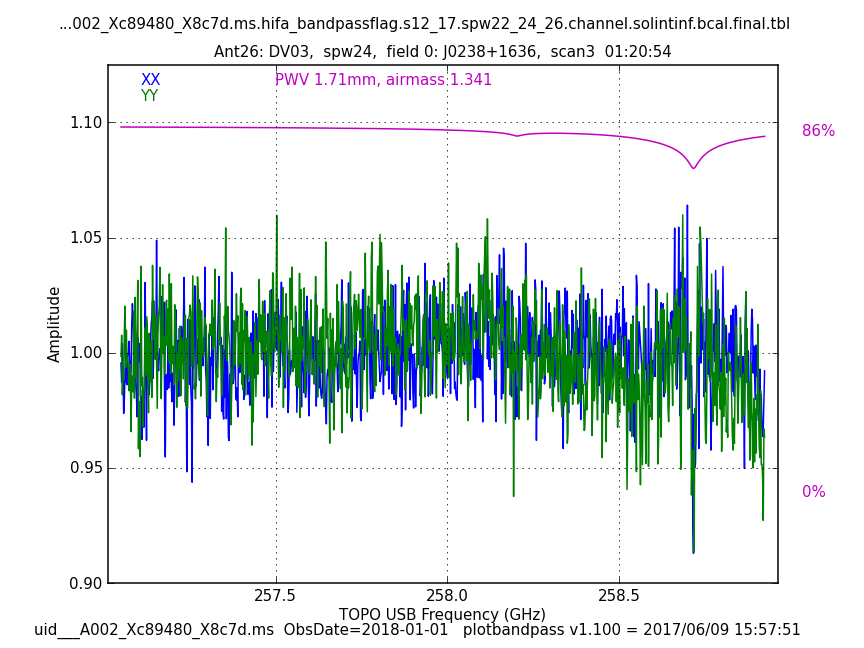 ...002_Xc89480_X8c7d.ms.hifa_bandpassflag.s12_17.spw22_24_26.channel.solintinf.bcal.final.tbl
Ant26: DV03,  spw24,  field 0: J0238+1636,  scan3  01:20:54
XX
YY
PWV 1.71mm, airmass 1.341
86%
0%
1.10
1.05
1.00
0.95
0.90
Amplitude
257.5
258.0
258.5
TOPO USB Frequency (GHz)
uid___A002_Xc89480_X8c7d.ms  ObsDate=2018-01-01   plotbandpass v1.100 = 2017/06/09 15:57:51